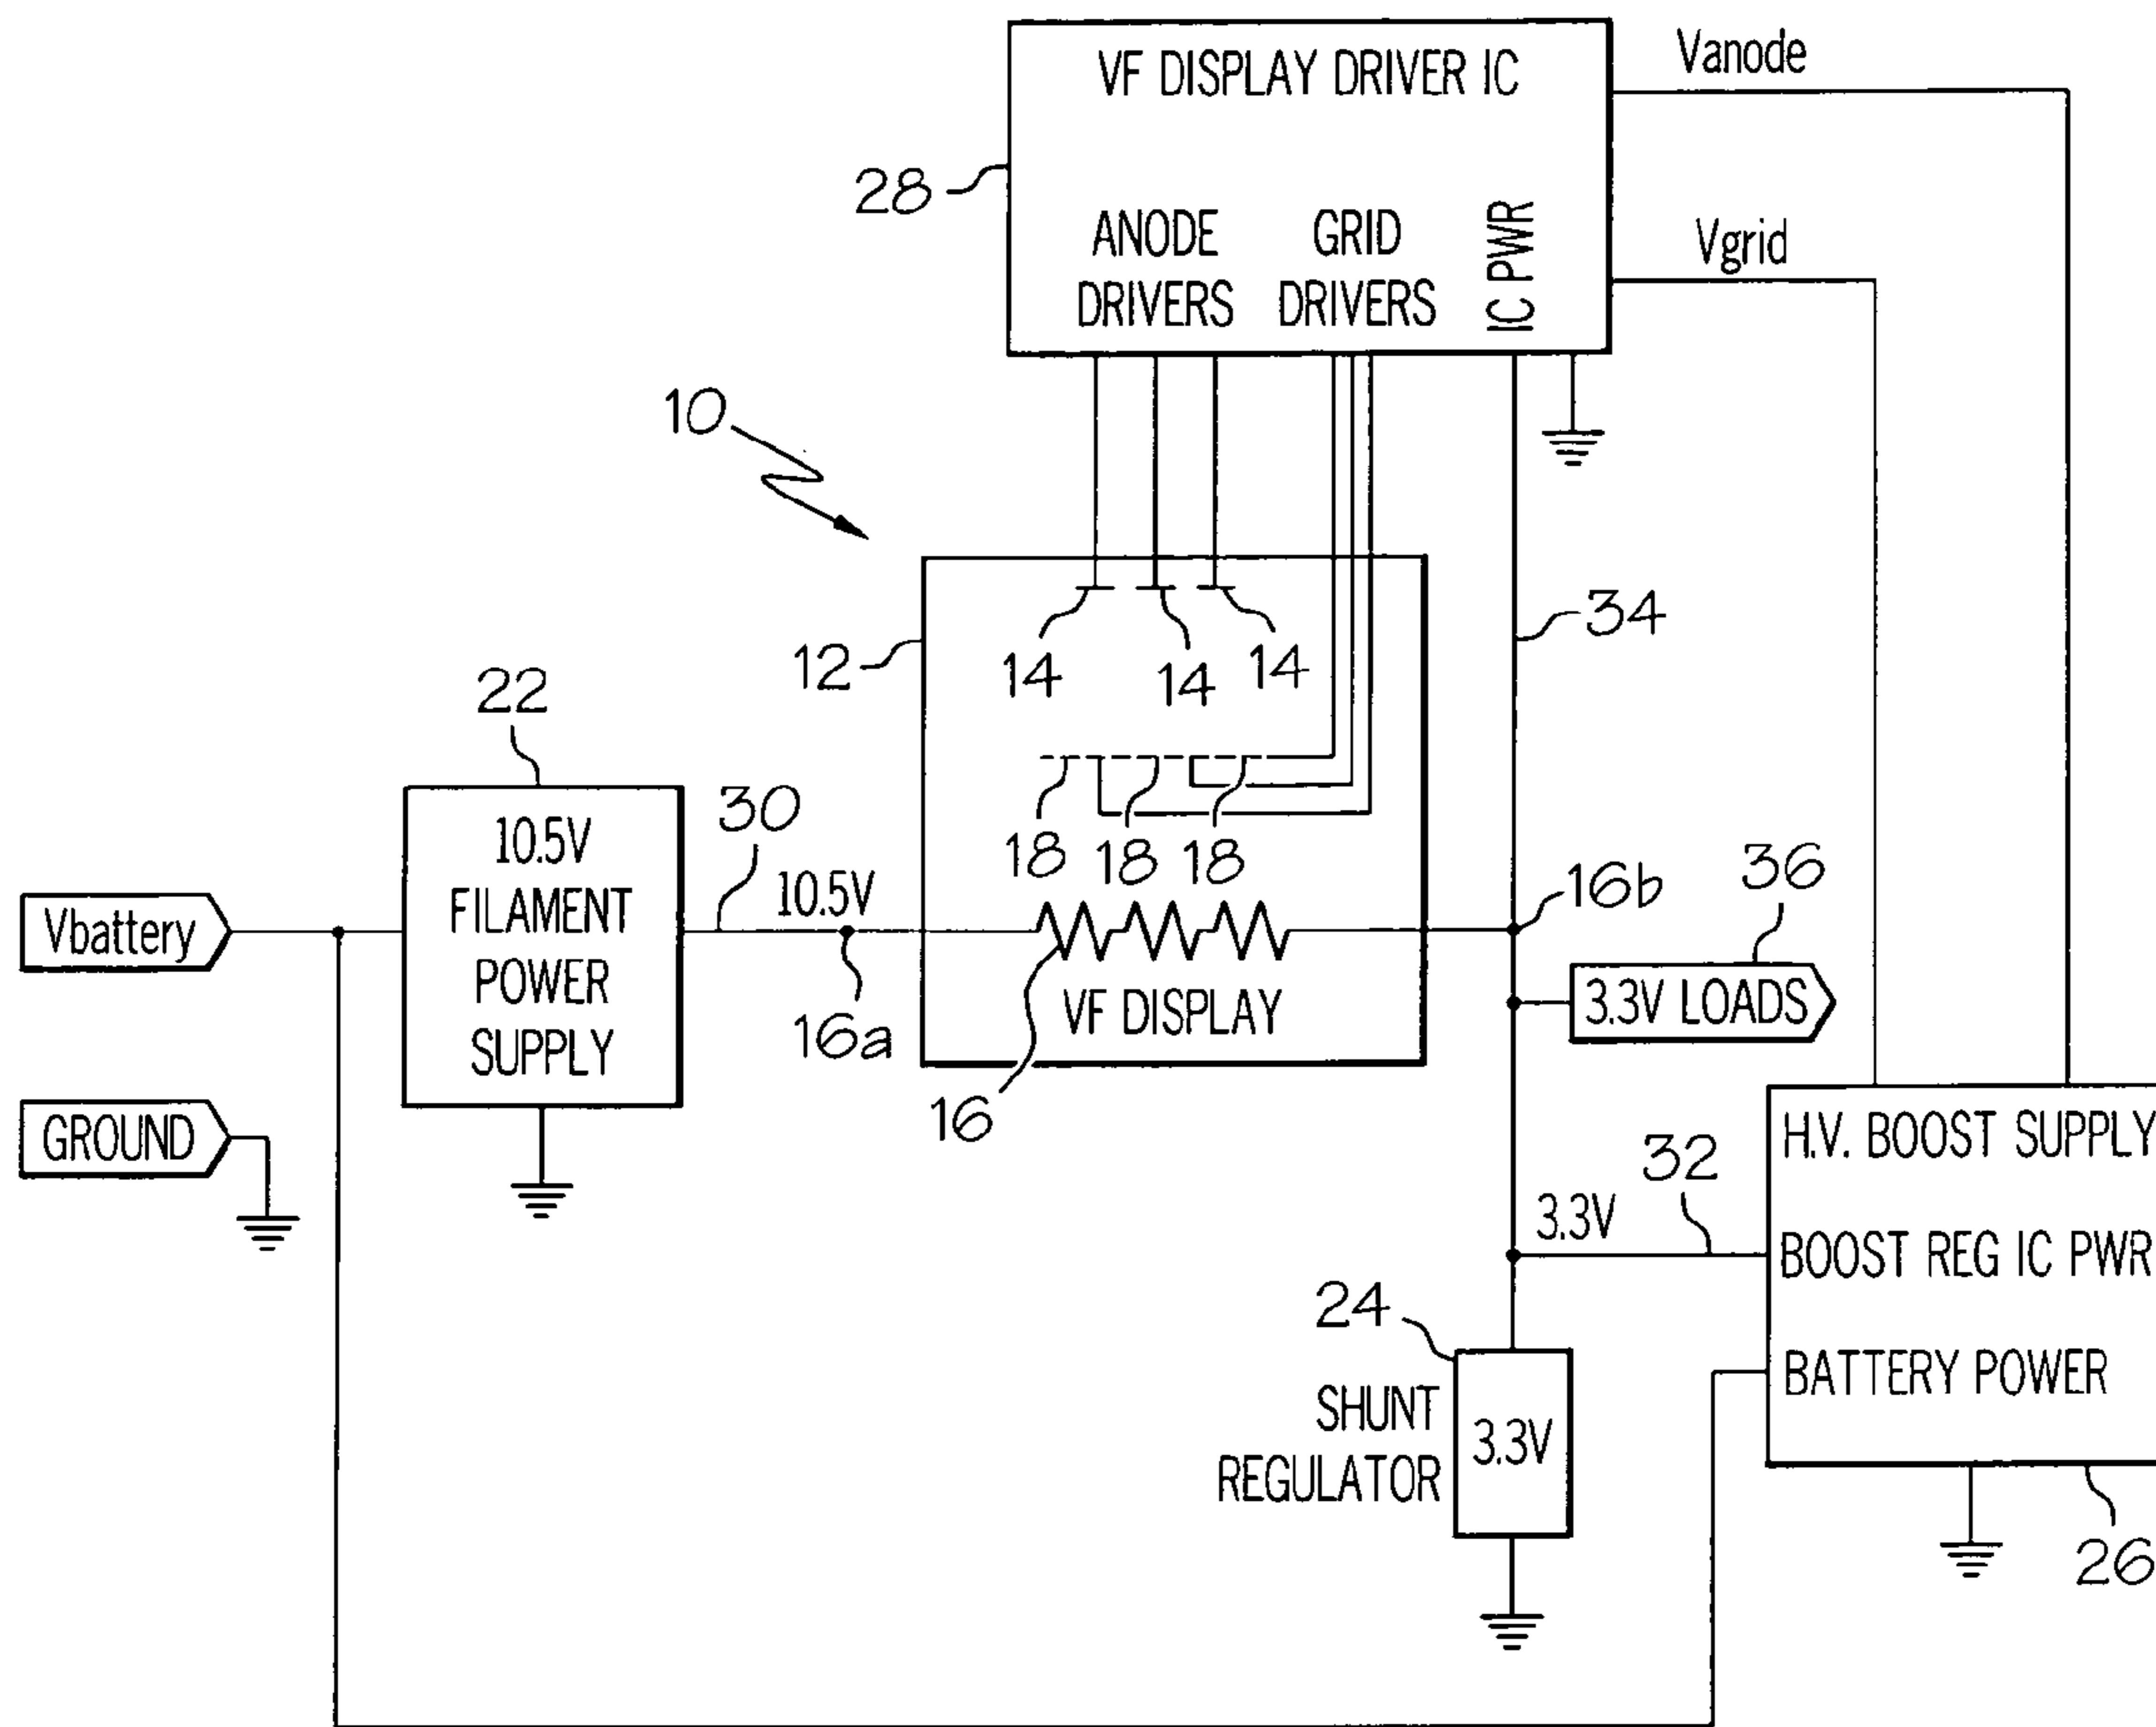 VF DISPLAY DRIVER IC
Vanode
28
ANODE
DRIVERS
GRID
DRIVERS
IC PWR
Vgrid
10
12
14
14
14
34
22
10.5V
FILAMENT
POWER
SUPPLY
30
10.5V
18
18
18
16b
36
Vbattery
16a
VF DISPLAY
3.3V LOADS
16
GROUND
H.V. BOOST SUPPLY
32
3.3V
BOOST REG IC PWR
24
BATTERY POWER
SHUNT
REGULATOR
3.3V
26